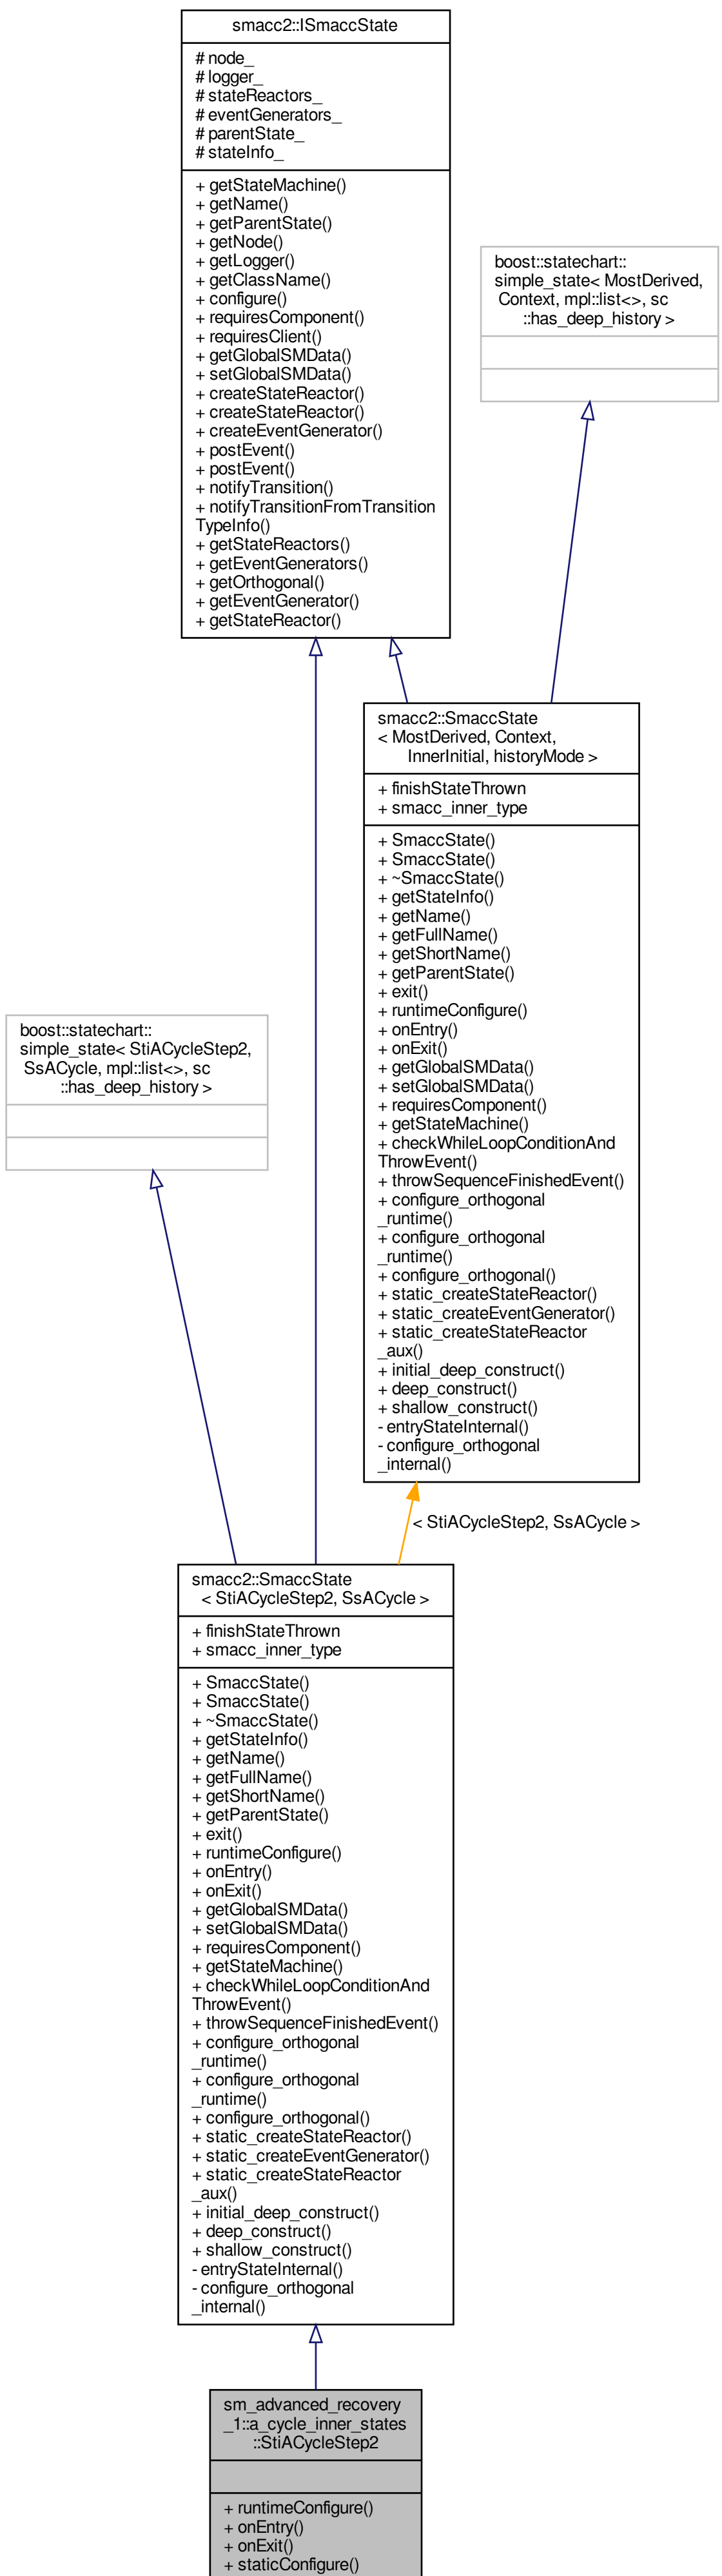 smacc2::ISmaccState
# node_
# logger_
# stateReactors_
# eventGenerators_
# parentState_
# stateInfo_
+ getStateMachine()
+ getName()
+ getParentState()
+ getNode()
+ getLogger()
+ getClassName()
+ configure()
+ requiresComponent()
+ requiresClient()
+ getGlobalSMData()
+ setGlobalSMData()
+ createStateReactor()
+ createStateReactor()
+ createEventGenerator()
+ postEvent()
+ postEvent()
+ notifyTransition()
+ notifyTransitionFromTransition
TypeInfo()
+ getStateReactors()
+ getEventGenerators()
+ getOrthogonal()
+ getEventGenerator()
+ getStateReactor()
boost::statechart::
simple_state< MostDerived,
Context, mpl::list<>, sc
::has_deep_history >
smacc2::SmaccState
< MostDerived, Context,
InnerInitial, historyMode >
+ finishStateThrown
+ smacc_inner_type
+ SmaccState()
+ SmaccState()
+ ~SmaccState()
+ getStateInfo()
+ getName()
+ getFullName()
+ getShortName()
+ getParentState()
+ exit()
+ runtimeConfigure()
+ onEntry()
+ onExit()
+ getGlobalSMData()
+ setGlobalSMData()
+ requiresComponent()
+ getStateMachine()
+ checkWhileLoopConditionAnd
ThrowEvent()
+ throwSequenceFinishedEvent()
+ configure_orthogonal
_runtime()
+ configure_orthogonal
_runtime()
+ configure_orthogonal()
+ static_createStateReactor()
+ static_createEventGenerator()
+ static_createStateReactor
_aux()
+ initial_deep_construct()
+ deep_construct()
+ shallow_construct()
- entryStateInternal()
- configure_orthogonal
_internal()
boost::statechart::
simple_state< StiACycleStep2,
SsACycle, mpl::list<>, sc
::has_deep_history >
< StiACycleStep2, SsACycle >
smacc2::SmaccState
< StiACycleStep2, SsACycle >
+ finishStateThrown
+ smacc_inner_type
+ SmaccState()
+ SmaccState()
+ ~SmaccState()
+ getStateInfo()
+ getName()
+ getFullName()
+ getShortName()
+ getParentState()
+ exit()
+ runtimeConfigure()
+ onEntry()
+ onExit()
+ getGlobalSMData()
+ setGlobalSMData()
+ requiresComponent()
+ getStateMachine()
+ checkWhileLoopConditionAnd
ThrowEvent()
+ throwSequenceFinishedEvent()
+ configure_orthogonal
_runtime()
+ configure_orthogonal
_runtime()
+ configure_orthogonal()
+ static_createStateReactor()
+ static_createEventGenerator()
+ static_createStateReactor
_aux()
+ initial_deep_construct()
+ deep_construct()
+ shallow_construct()
- entryStateInternal()
- configure_orthogonal
_internal()
sm_advanced_recovery
_1::a_cycle_inner_states
::StiACycleStep2
+ runtimeConfigure()
+ onEntry()
+ onExit()
+ staticConfigure()